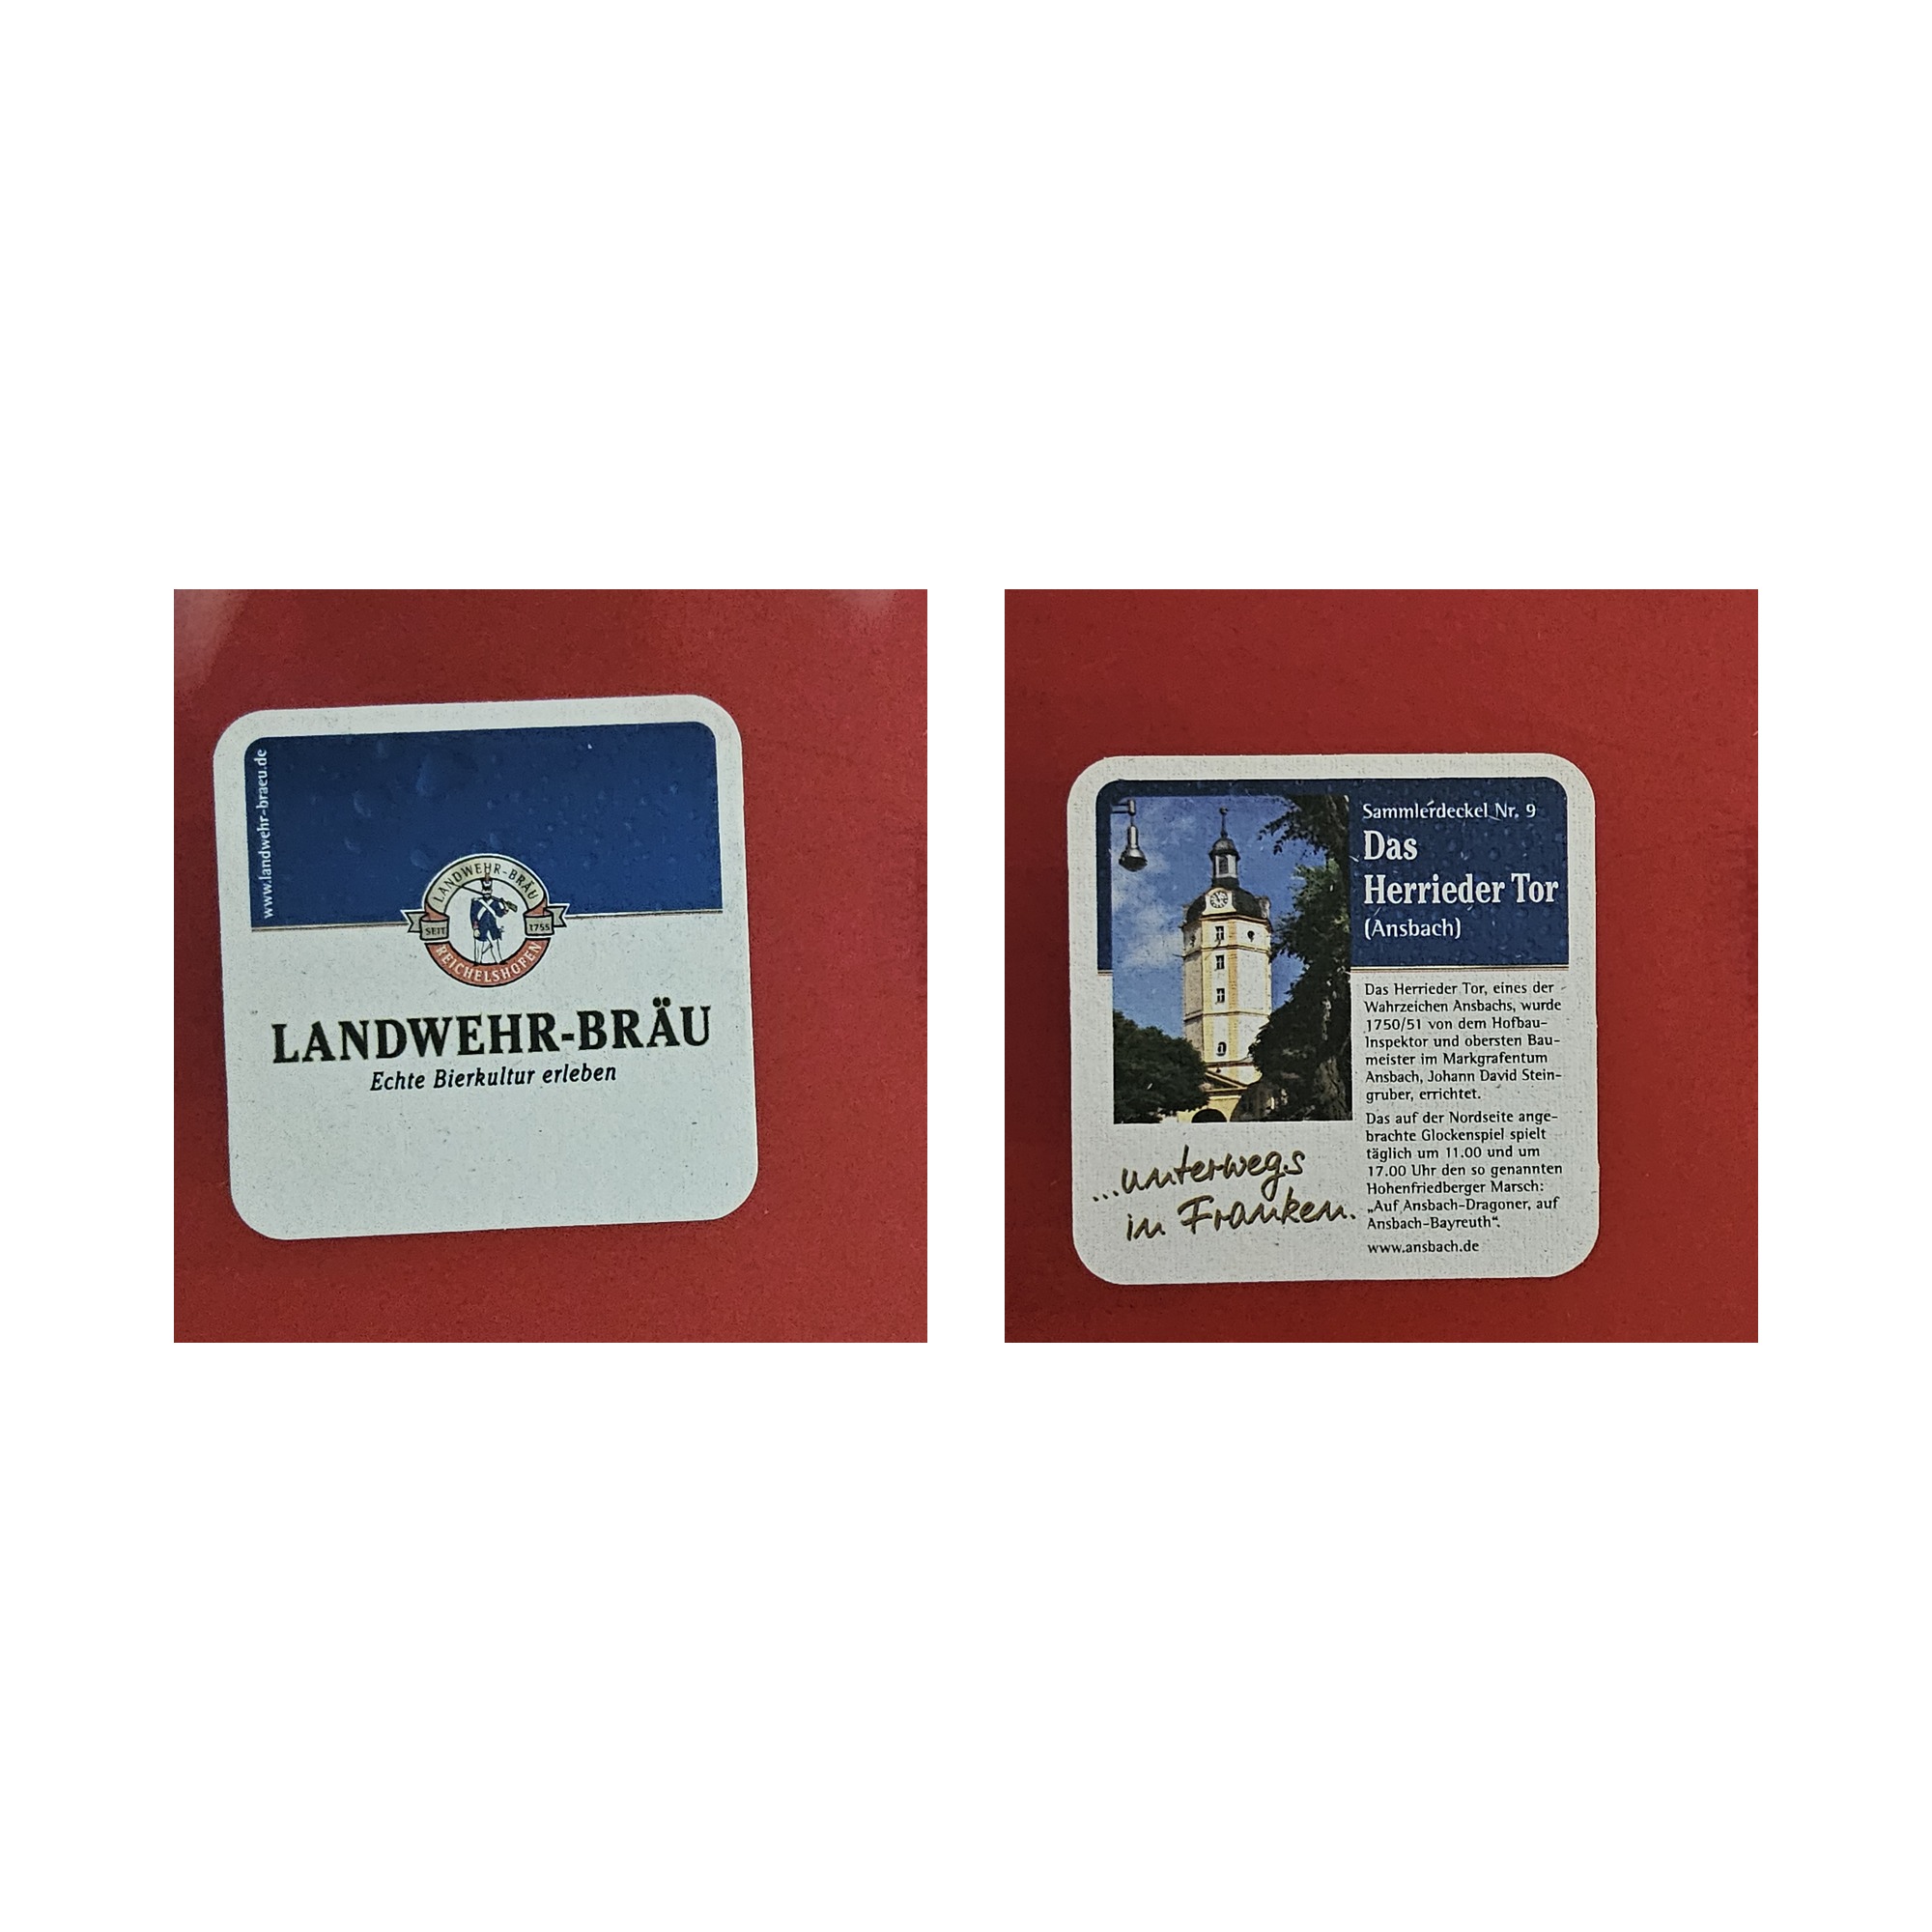 www.landwehr-braeu.de
LANDWEHR-BRÄU
SEIT 1755
REICHELSHOFEN
LANDWEHR-BRÄU
Echte Bierkultur erleben
Sammlerdeckel Nr. 9
Das
Herrieder Tor
(Ansbach)
Das Herrieder Tor, eines der
Wahrzeichen Ansbachs, wurde
1750/51 von dem Hofbau-
Inspektor und obersten Bau-
meister im Markgrafentum
Ansbach, Johann David Stein-
gruber, errichtet.
Das auf der Nordseite ange-
brachte Glockenspiel spielt
täglich um 11.00 und um
17.00 Uhr den so genannten
Hohenfriedberger Marsch:
„Auf Ansbach-Dragoner, auf
Ansbach-Bayreuth“.
www.ansbach.de
...unterwegs
in Franken.